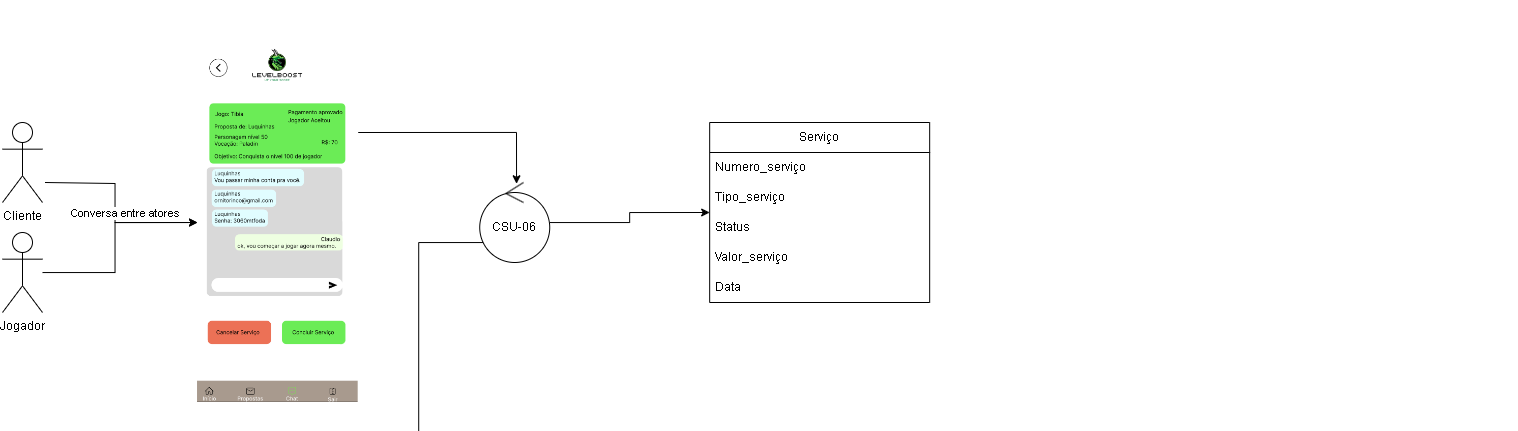 LEVELBOOST
Jogo: Tibia
Pagamento aprovado
Jogador Aceitou
Proposta de: Luquinhas
Personagem nível 50
Vocação: Paladin
R$: 70
Objetivo: Conquista o nível 100 de jogador
Luquinhas
Vou passar minha conta pra você.
Luquinhas
ornitorinco@gmail.com
Luquinhas
Senha: 3060mtfoda
Claudio
ok, vou começar a jogar agora mesmo.
Cancelar Serviço
Concluir Serviço
Início
Propostas
Chat
Sair
Cliente
Conversa entre atores
Jogador
CSU-06
Serviço
Numero_serviço
Tipo_serviço
Status
Valor_serviço
Data